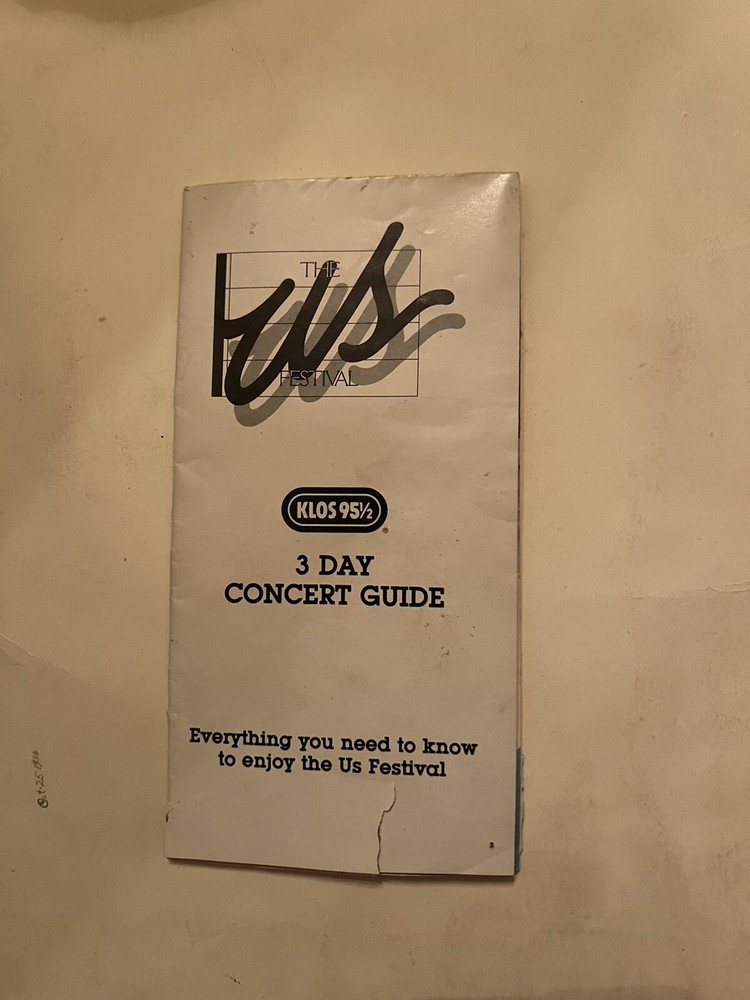 THE
us
FESTIVAL
KLOS 95½®
3 DAY
CONCERT GUIDE
Everything you need to know
to enjoy the Us Festival